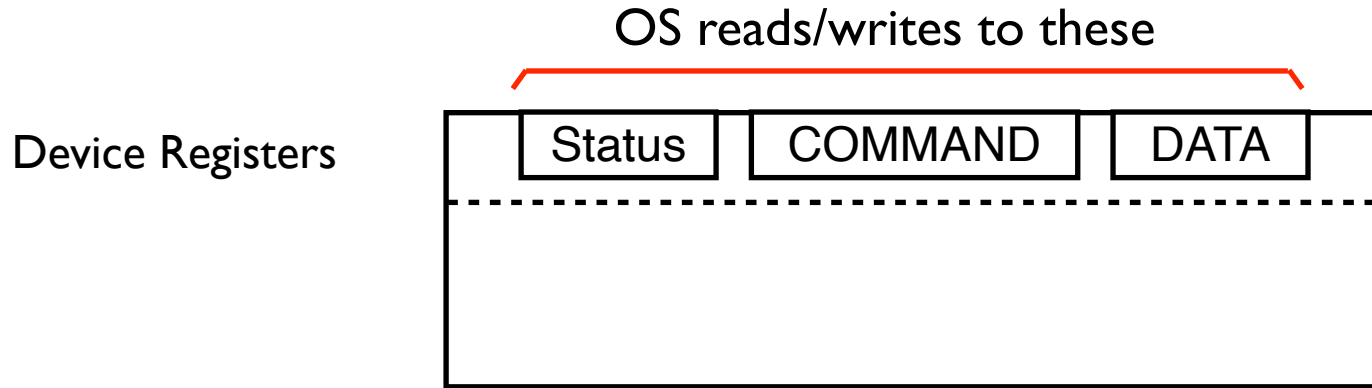 OS reads/writes to these
Device Registers
Status COMMAND DATA